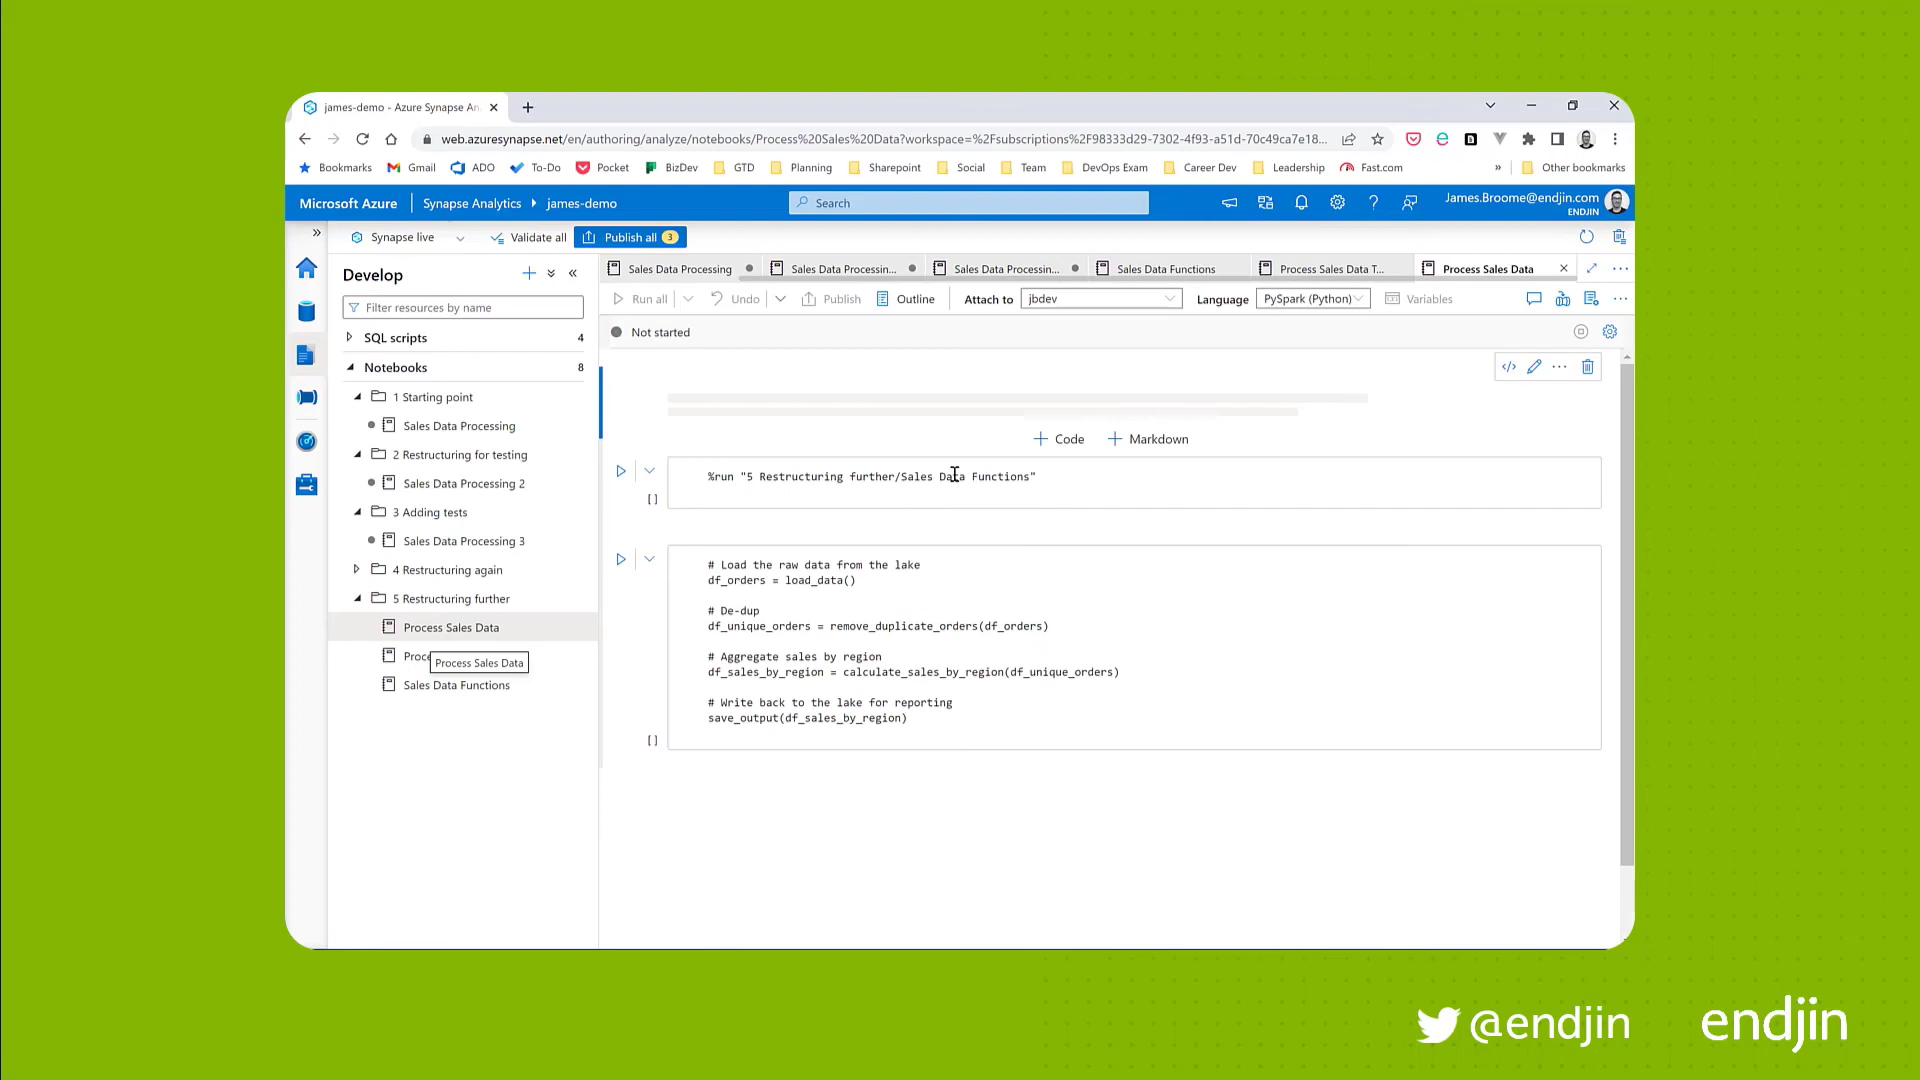 james-demo - Azure Synapse An
web.azuresynapse.net/en/authoring/analyze/notebooks/Process%20Sales%20Data?workspace=%2Fsubscriptions%2F98333d29-7302-4f93-a51d-70c49ca7e18...
Bookmarks Gmail ADO To-Do Pocket BizDev GTD Planning Sharepoint Social Team DevOps Exam Career Dev Leadership Fast.com » Other bookmarks
Microsoft Azure Synapse Analytics james-demo Search James.Broome@endjin.com
ENDJIN
Synapse live Validate all Publish all 3
Develop
Filter resources by name
SQL scripts 4
Notebooks 8
1 Starting point
Sales Data Processing
2 Restructuring for testing
Sales Data Processing 2
3 Adding tests
Sales Data Processing 3
4 Restructuring again
5 Restructuring further
Process Sales Data
Proce
Process Sales Data
Sales Data Functions
Sales Data Processing Sales Data Processin... Sales Data Processin... Sales Data Functions Process Sales Data T... Process Sales Data
Run all Undo Publish Outline Attach to jbdev Language PySpark (Python) Variables
Not started
+ Code + Markdown
%run "5 Restructuring further/Sales Data Functions"
[ ]
# Load the raw data from the lake
df_orders = load_data()
# De-dup
df_unique_orders = remove_duplicate_orders(df_orders)
# Aggregate sales by region
df_sales_by_region = calculate_sales_by_region(df_unique_orders)
# Write back to the lake for reporting
save_output(df_sales_by_region)
[ ]
@endjin endjin